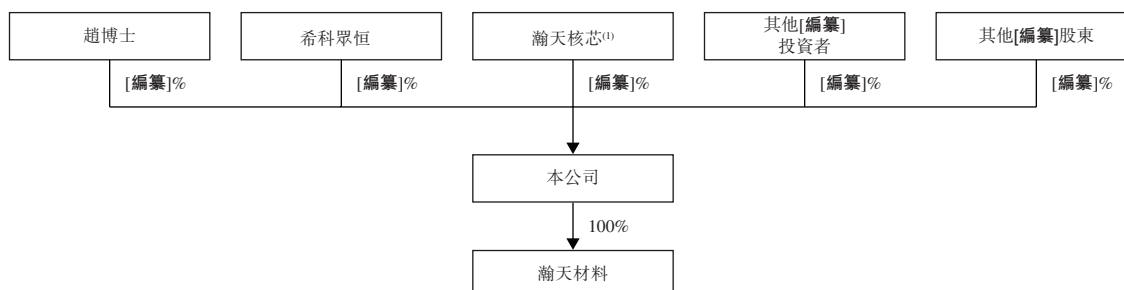 趙博士
希科眾恒
瀚天核芯(1)
其他[編纂]
投資者
其他[編纂]股東
[編纂]%
[編纂]%
[編纂]%
[編纂]%
[編纂]%
本公司
100%
瀚天材料